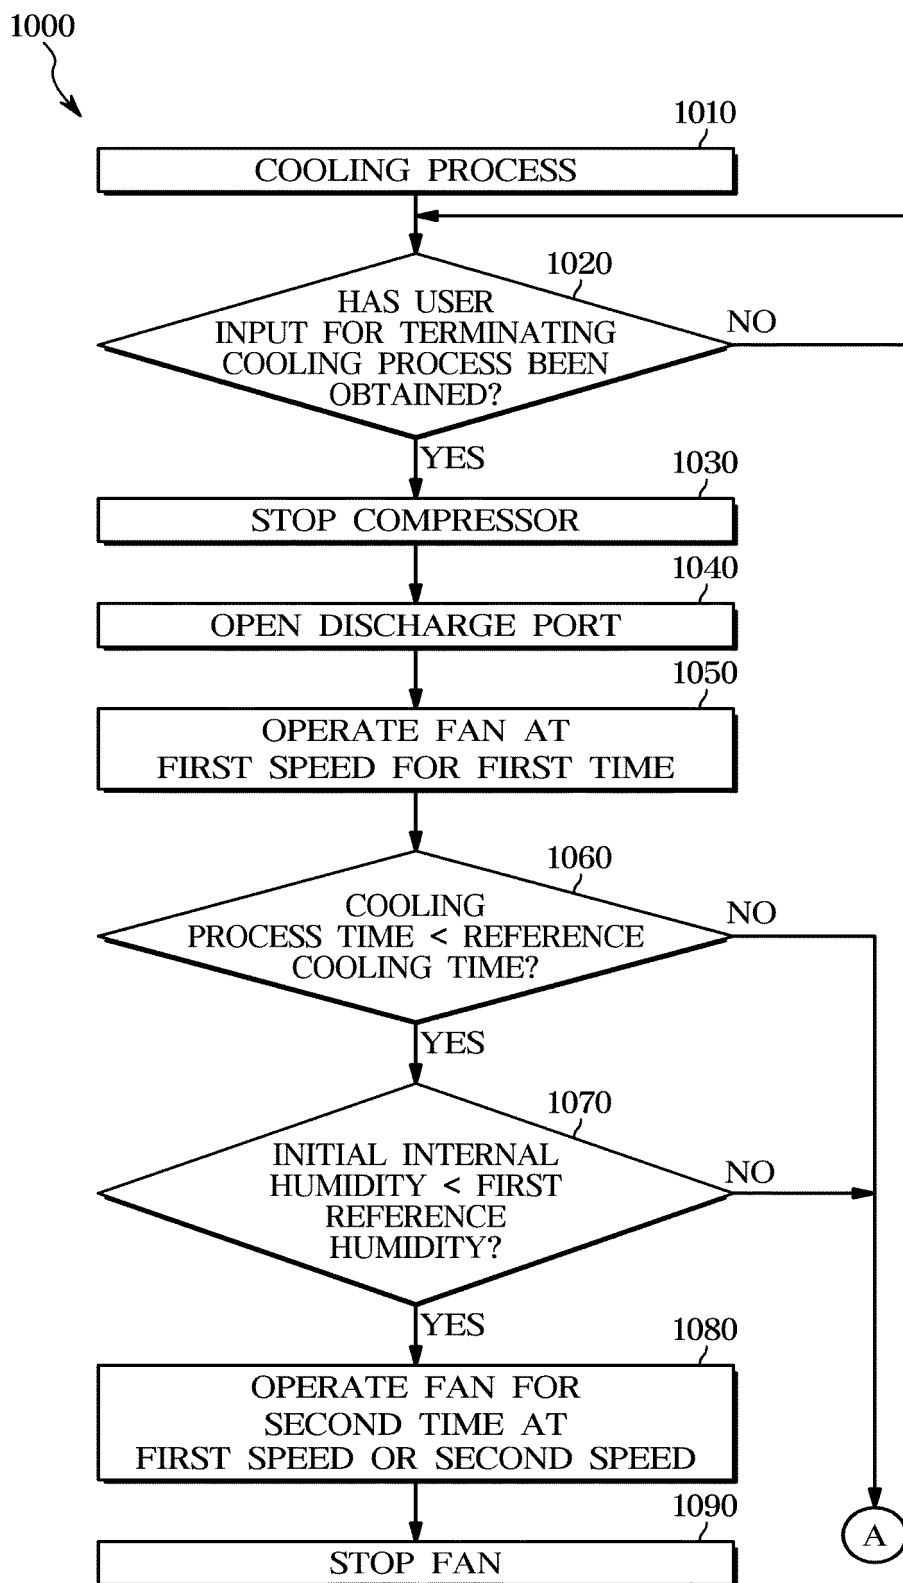 1000
1010
COOLING PROCESS
1020
HAS USER
INPUT FOR TERMINATING
COOLING PROCESS BEEN
OBTAINED?
NO
YES
1030
STOP COMPRESSOR
1040
OPEN DISCHARGE PORT
1050
OPERATE FAN AT
FIRST SPEED FOR FIRST TIME
1060
COOLING
PROCESS TIME < REFERENCE
COOLING TIME?
NO
YES
1070
INITIAL INTERNAL
HUMIDITY < FIRST
REFERENCE
HUMIDITY?
NO
YES
1080
OPERATE FAN FOR
SECOND TIME AT
FIRST SPEED OR SECOND SPEED
1090
STOP FAN
A